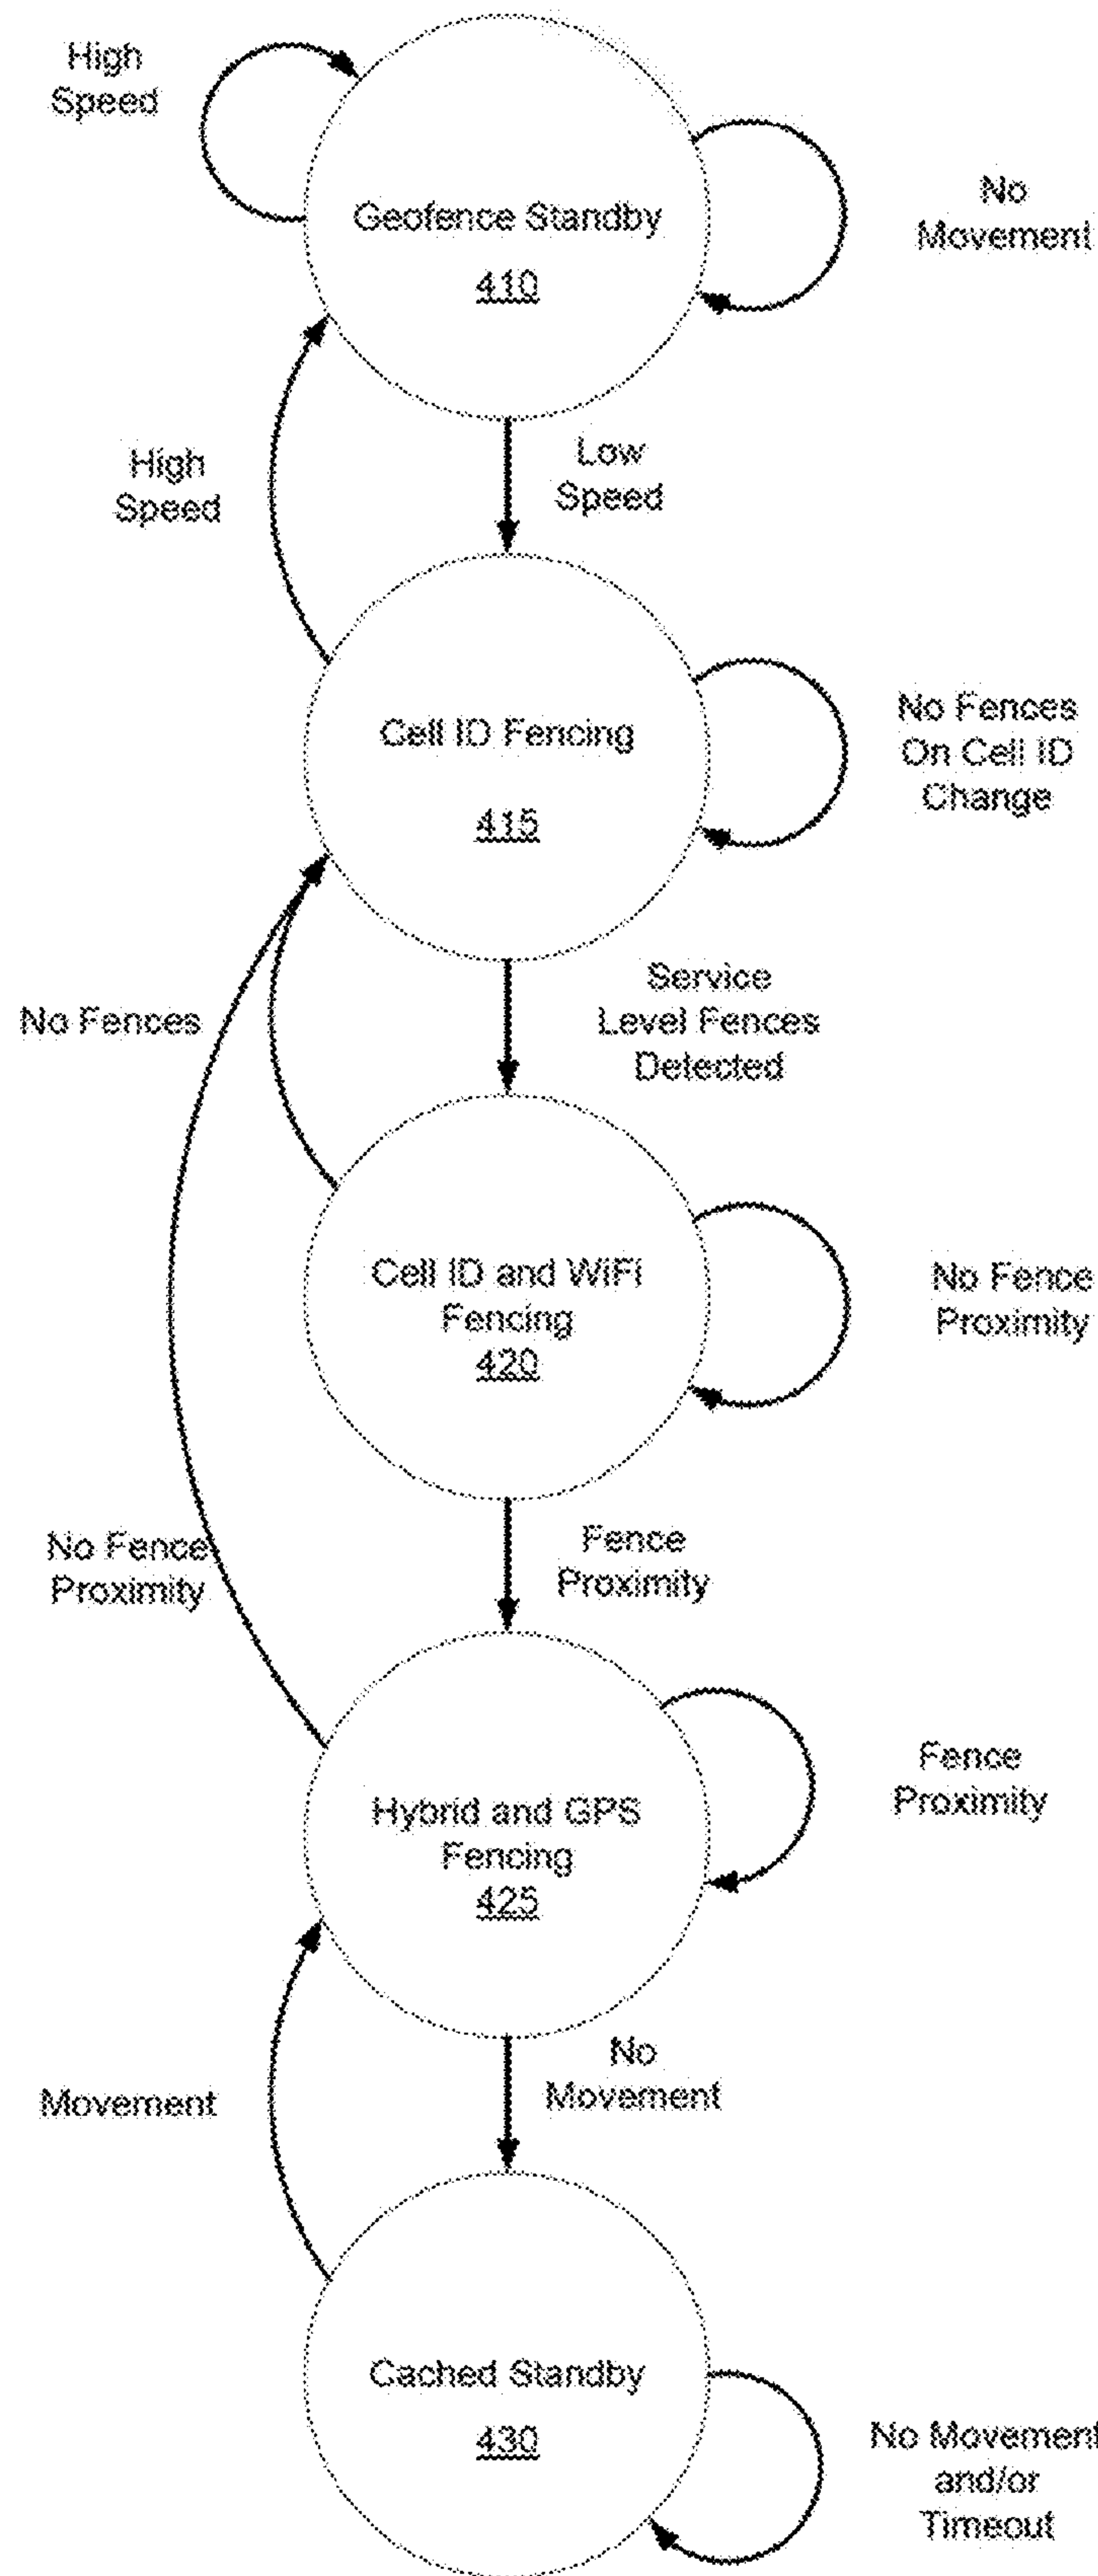 High
Speed
No
Movement
Geofence Standby
410
High
Speed
Low
Speed
Cell ID Fencing
415
No Fences
On Cell ID
Change
No Fences
Service
Level Fences
Detected
Cell ID and WiFi
Fencing
420
No Fence
Proximity
No Fence
Proximity
Fence
Proximity
Hybrid and GPS
Fencing
425
Fence
Proximity
Movement
No
Movement
Cached Standby
430
No Movement
and/or
Timeout